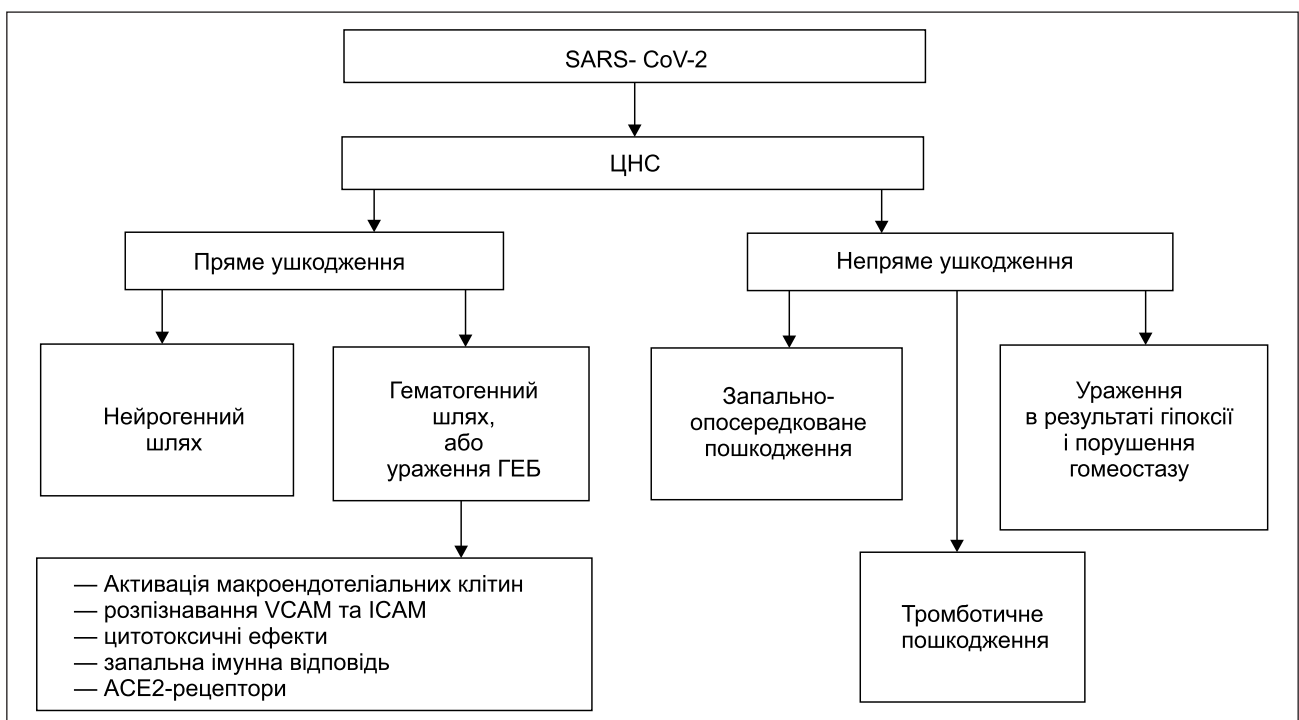 SARS- CoV-2
ЦНС
Пряме ушкодження
Непряме ушкодження
Нейрогенний
шлях
Гематогенний
шлях,
або
ураження ГЕБ
Запально-
опосередковане
пошкодження
Ураження
в результаті гіпоксії
і порушення
гомеостазу
— Активація макроендотеліальних клітин
— розпізнавання VCAM та ICAM
— цитотоксичні ефекти
— запальна імунна відповідь
— ACE2-рецептори
Тромботичне
пошкодження